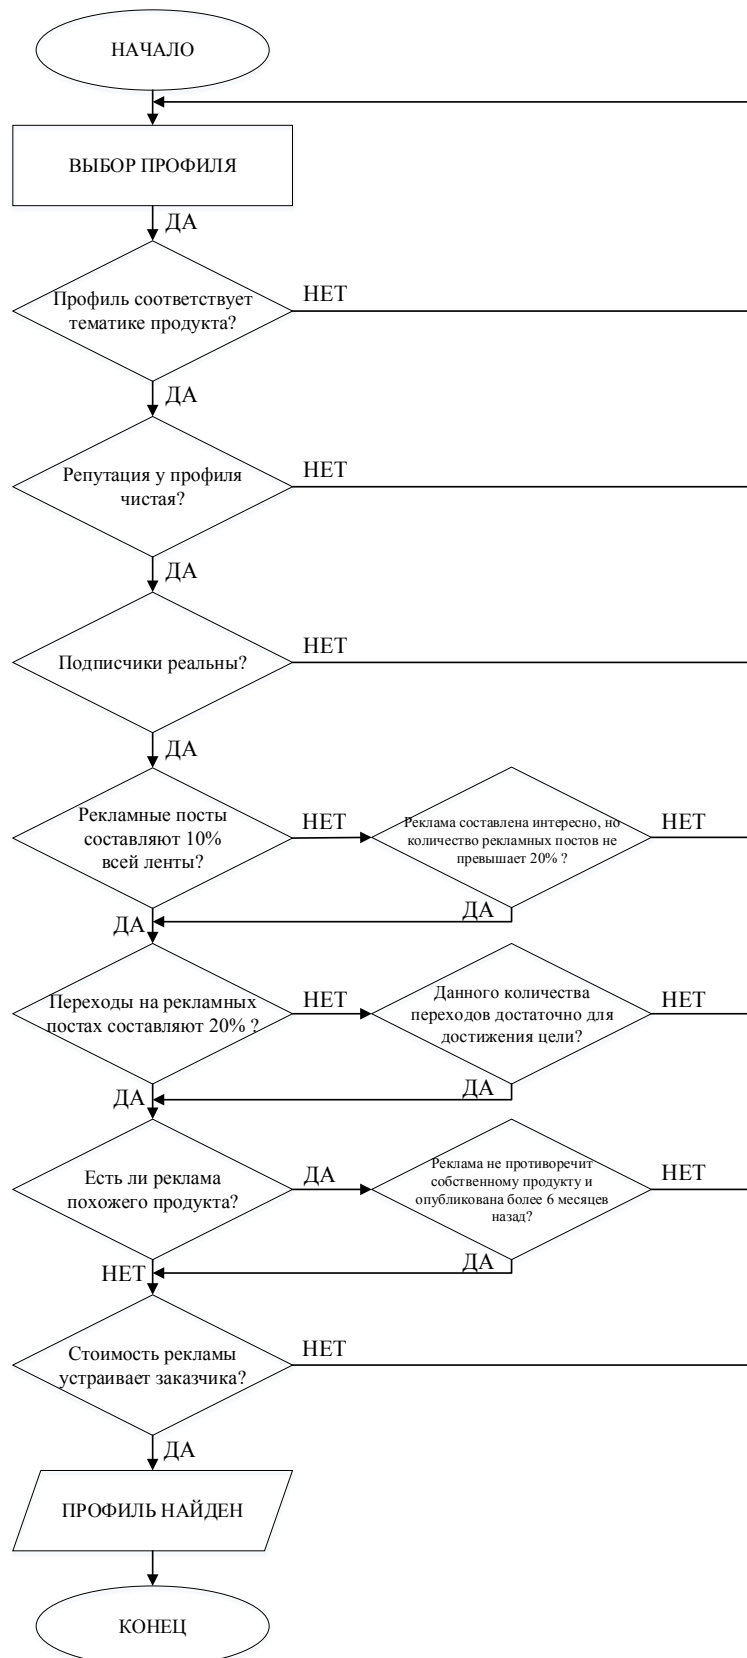 НАЧАЛО
ВЫБОР ПРОФИЛЯ
ДА
Профиль соответствует
тематике продукта?
НЕТ
ДА
Репутация у профиля
чистая?
НЕТ
ДА
Подписчики реальны?
НЕТ
ДА
Рекламные посты
составляют 10%
всей ленты?
НЕТ
Реклама составлена интересно, но
количество рекламных постов не
превышает 20% ?
НЕТ
ДА
ДА
Переходы на рекламных
постах составляют 20% ?
НЕТ
Данного количества
переходов достаточно для
достижения цели?
НЕТ
ДА
ДА
Есть ли реклама
похожего продукта?
ДА
Реклама не противоречит
собственному продукту и
опубликована более 6 месяцев
назад?
НЕТ
НЕТ
ДА
Стоимость рекламы
устраивает заказчика?
НЕТ
ДА
ПРОФИЛЬ НАЙДЕН
КОНЕЦ